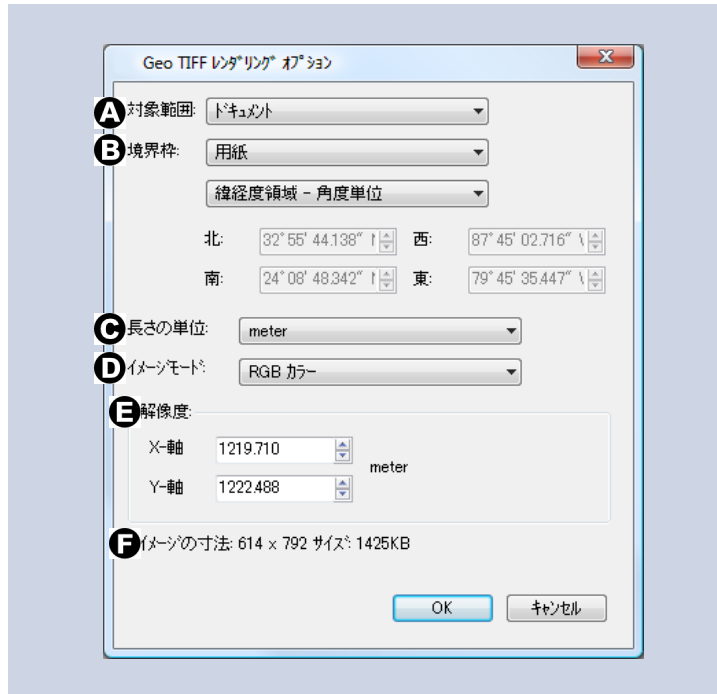 Geo TIFF ﾚﾝﾀﾞﾘﾝｸﾞ ｵﾌﾟｼｮﾝ
A 対象範囲: ﾄﾞｷｭﾒﾝﾄ
B 境界枠: 用紙
緯経度領域 - 角度単位
北: 32° 55' 44.138" 西: 87° 45' 02.716"
南: 24° 08' 48.342" 東: 79° 45' 35.447"
C 長さの単位: meter
D ｲﾒｰｼﾞﾓｰﾄﾞ: RGB ｶﾗｰ
E 解像度:
X-軸 1219.710
meter
Y-軸 1222.488
F ｲﾒｰｼﾞの寸法: 614 × 792 ｻｲｽﾞ: 1425KB
OK ｷｬﾝｾﾙ